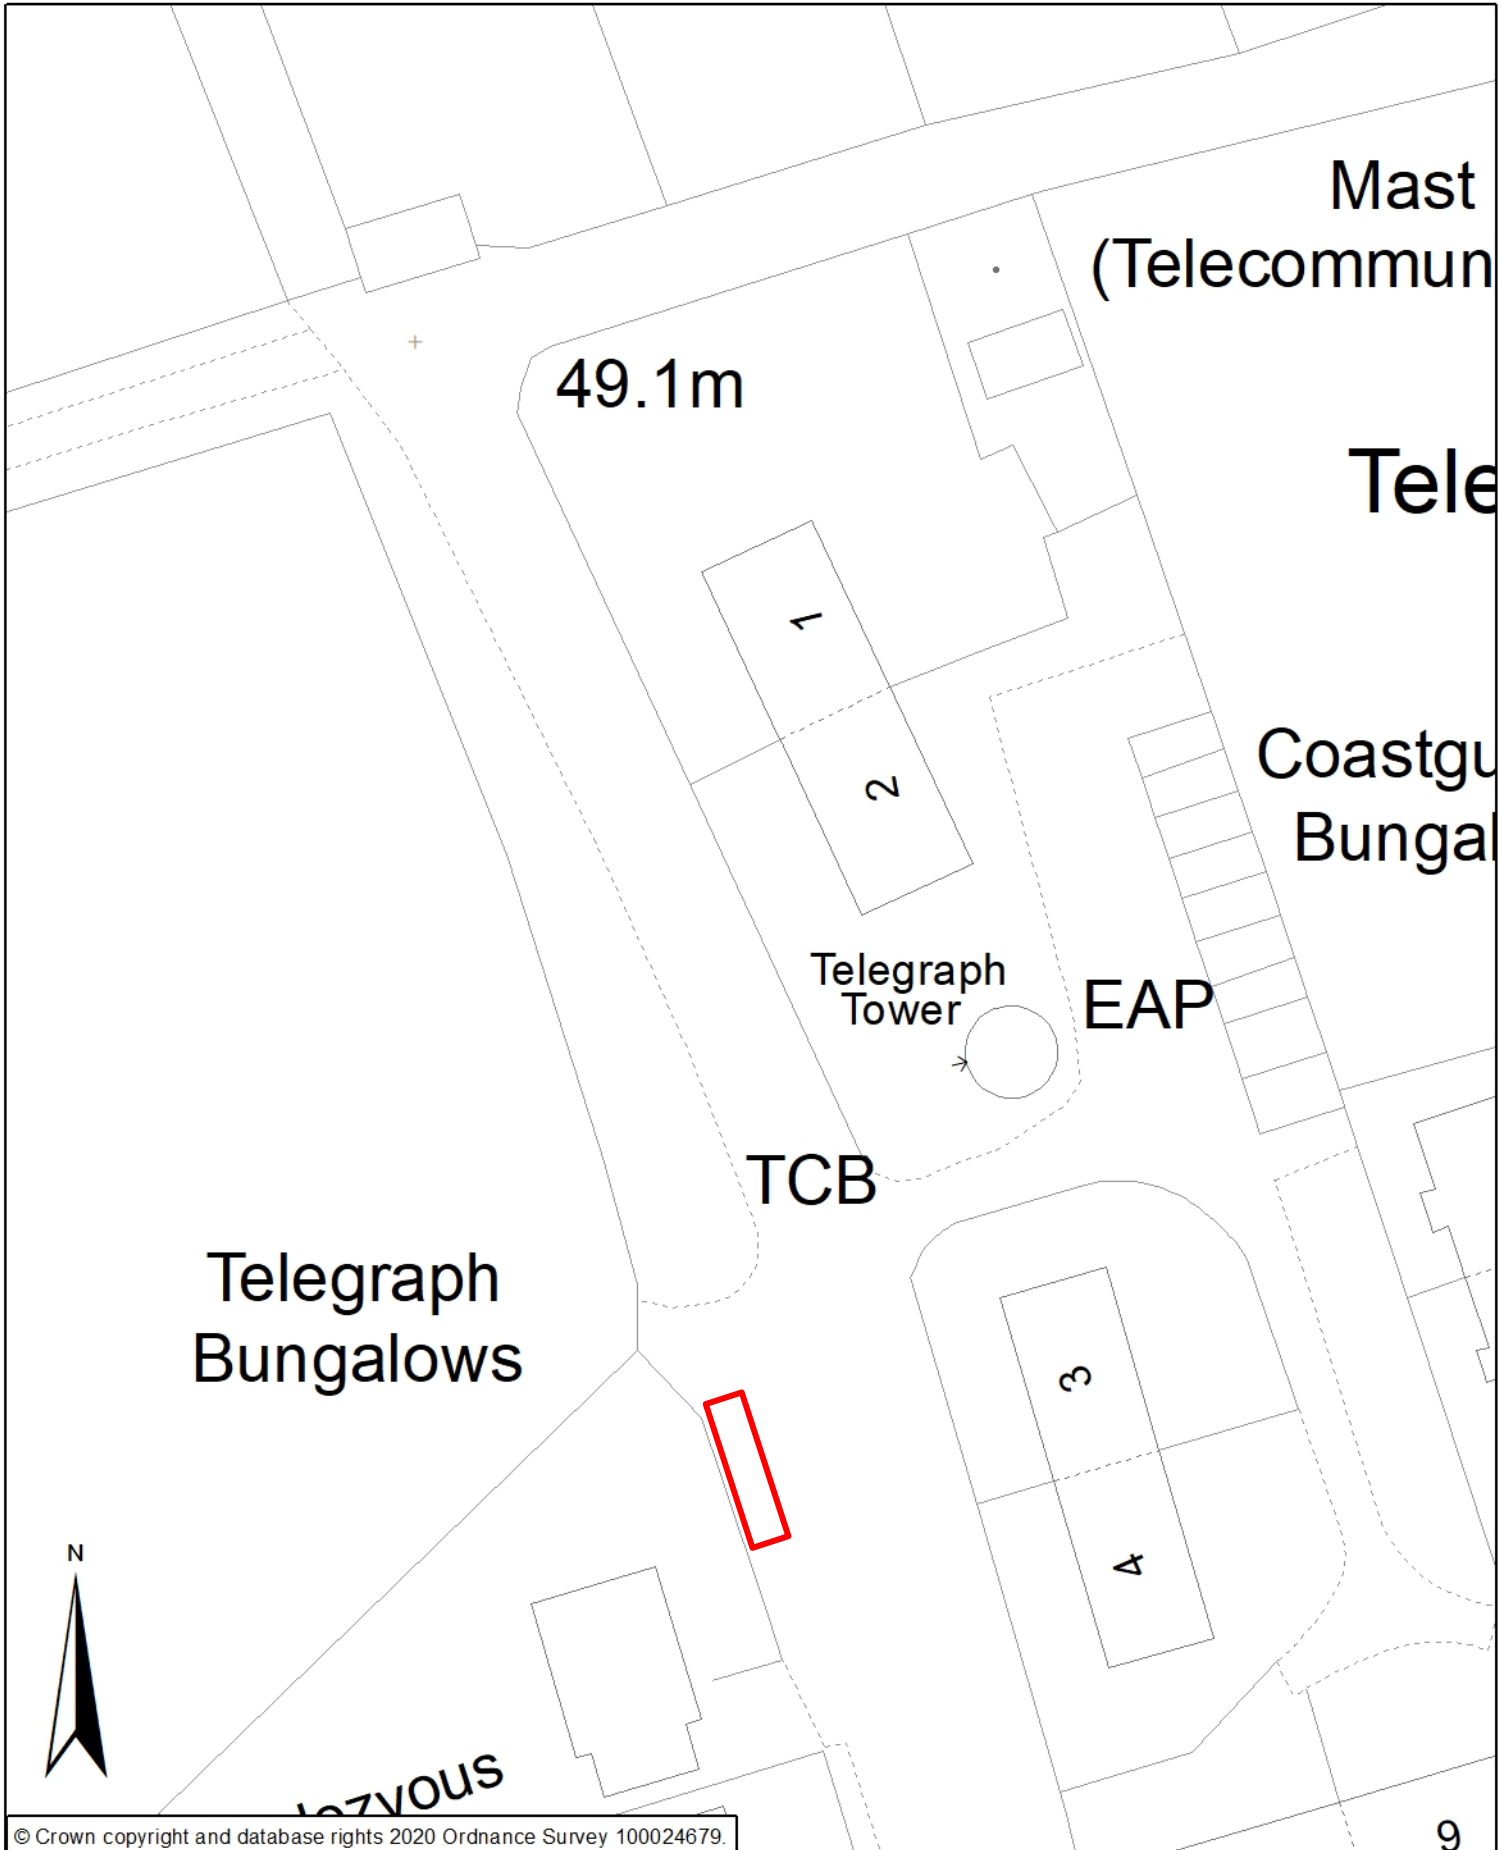 Mast
(Telecommun
49.1m
Tele
1
Coastgu
2
Bungal
Telegraph
Tower
EAP
TCB
Telegraph
Bungalows
3
4
N
9
© Crown copyright and database rights 2020 Ordnance Survey 100024679.